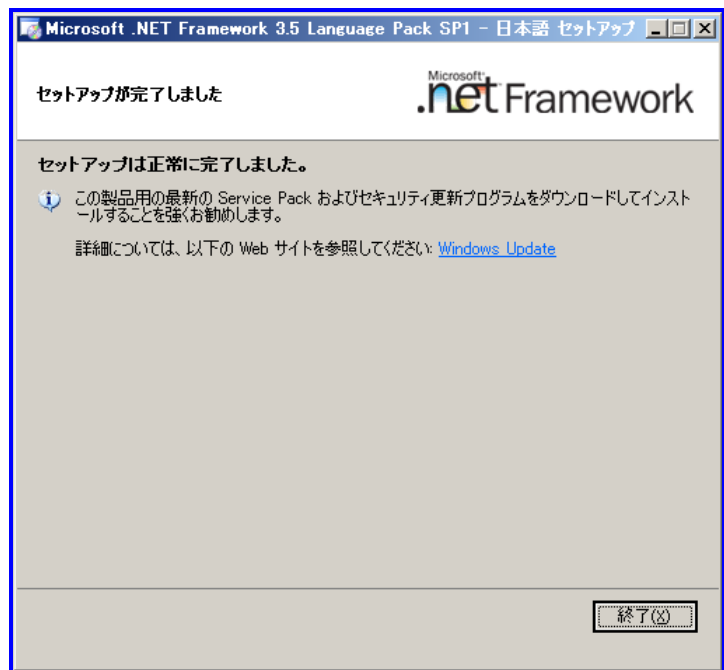 Microsoft .NET Framework 3.5 Language Pack SP1 - 日本語 セットアップ
セットアップが完了しました
Microsoft
.net Framework
セットアップは正常に完了しました。
この製品用の最新の Service Pack およびセキュリティ更新プログラムをダウンロードしてインスト
ールすることを強くお勧めします。
詳細については、以下の Web サイトを参照してください: Windows Update
終了(X)